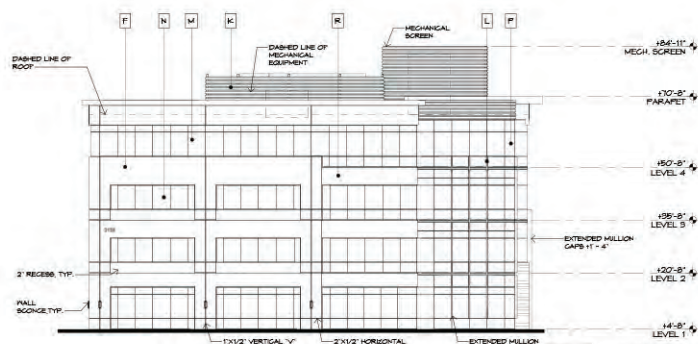 F N M K R L P
MECHANICAL
SCREEN
+84'-11"
MECH. SCREEN
DASHED LINE OF
MECHANICAL
EQUIPMENT
DASHED LINE OF
ROOF
+70'-8"
PARAPET
+50'-8"
LEVEL 4
+35'-8"
LEVEL 3
EXTENDED MULLION
CAPS +1' - 4"
2" RECESS, TYP.
+20'-8"
LEVEL 2
WALL
SCONCE, TYP.
+4'-8"
LEVEL 1
1"X1/2" VERTICAL "V"
2"X1/2" HORIZONTAL
EXTENDED MULLION